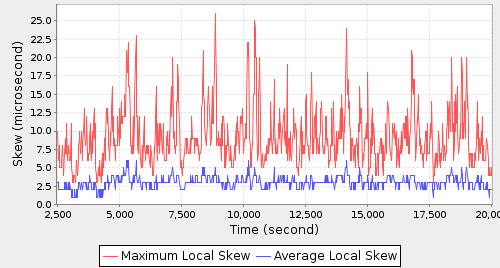 Skew (microsecond)
25.0
22.5
20.0
17.5
15.0
12.5
10.0
7.5
5.0
2.5
0.0
2,500 5,000 7,500 10,000 12,500 15,000 17,500 20,000
Time (second)
Maximum Local Skew Average Local Skew